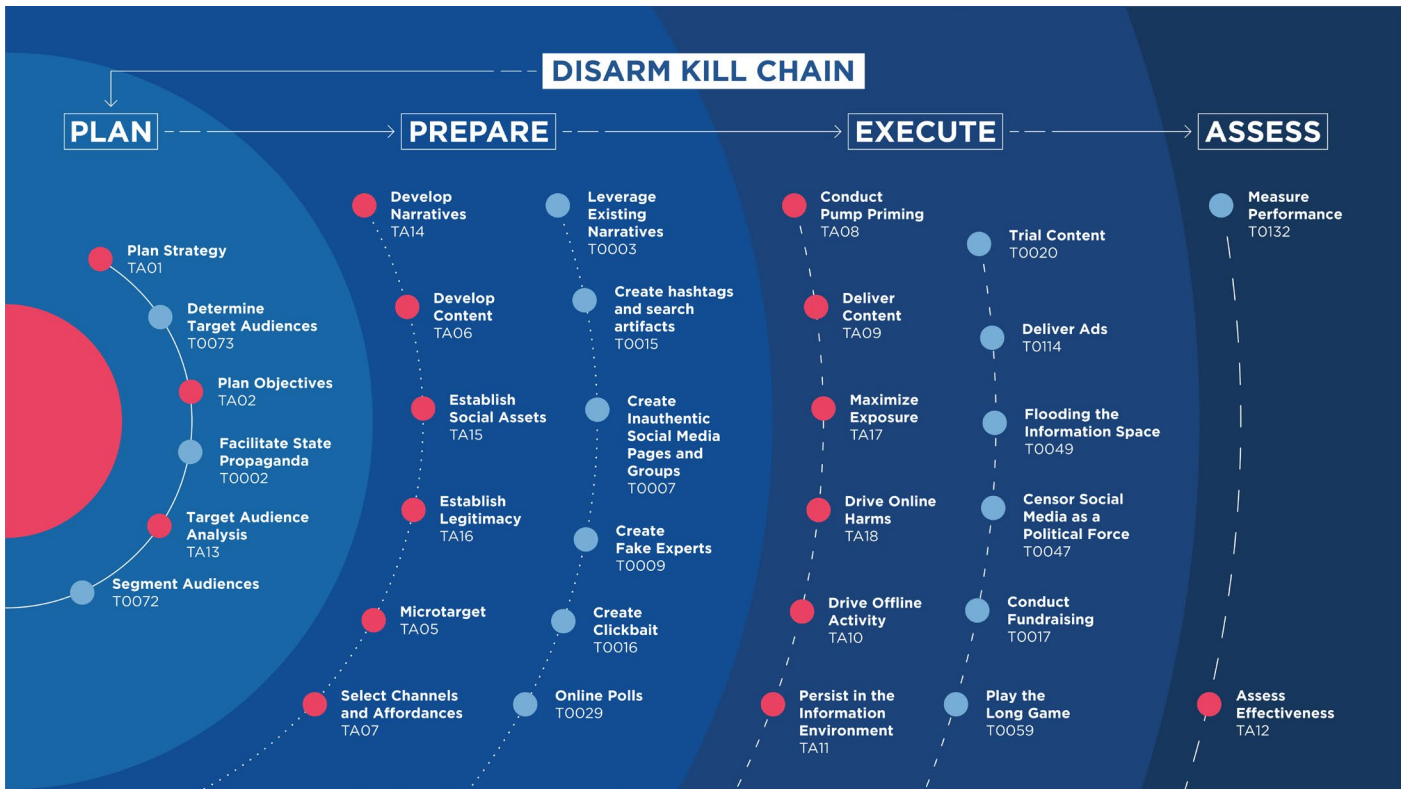 DISARM KILL CHAIN
PLAN
PREPARE
EXECUTE
ASSESS
Plan Strategy
TA01
Determine
Target Audiences
T0073
Plan Objectives
TA02
Facilitate State
Propaganda
T0002
Target Audience
Analysis
TA13
Segment Audiences
T0072
Develop
Narratives
TA14
Develop
Content
TA06
Establish
Social Assets
TA15
Establish
Legitimacy
TA16
Microtarget
TA05
Select Channels
and Affordances
TA07
Leverage
Existing
Narratives
T0003
Create hashtags
and search
artifacts
T0015
Create
Inauthentic
Social Media
Pages and
Groups
T0007
Create
Fake Experts
T0009
Create
Clickbait
T0016
Online Polls
T0029
Conduct
Pump Priming
TA08
Deliver
Content
TA09
Maximize
Exposure
TA17
Drive Online
Harms
TA18
Drive Offline
Activity
TA10
Persist in the
Information
Environment
TA11
Trial Content
T0020
Deliver Ads
T0114
Flooding the
Information Space
T0049
Censor Social
Media as a
Political Force
T0047
Conduct
Fundraising
T0017
Play the
Long Game
T0059
Measure
Performance
T0132
Assess
Effectiveness
TA12